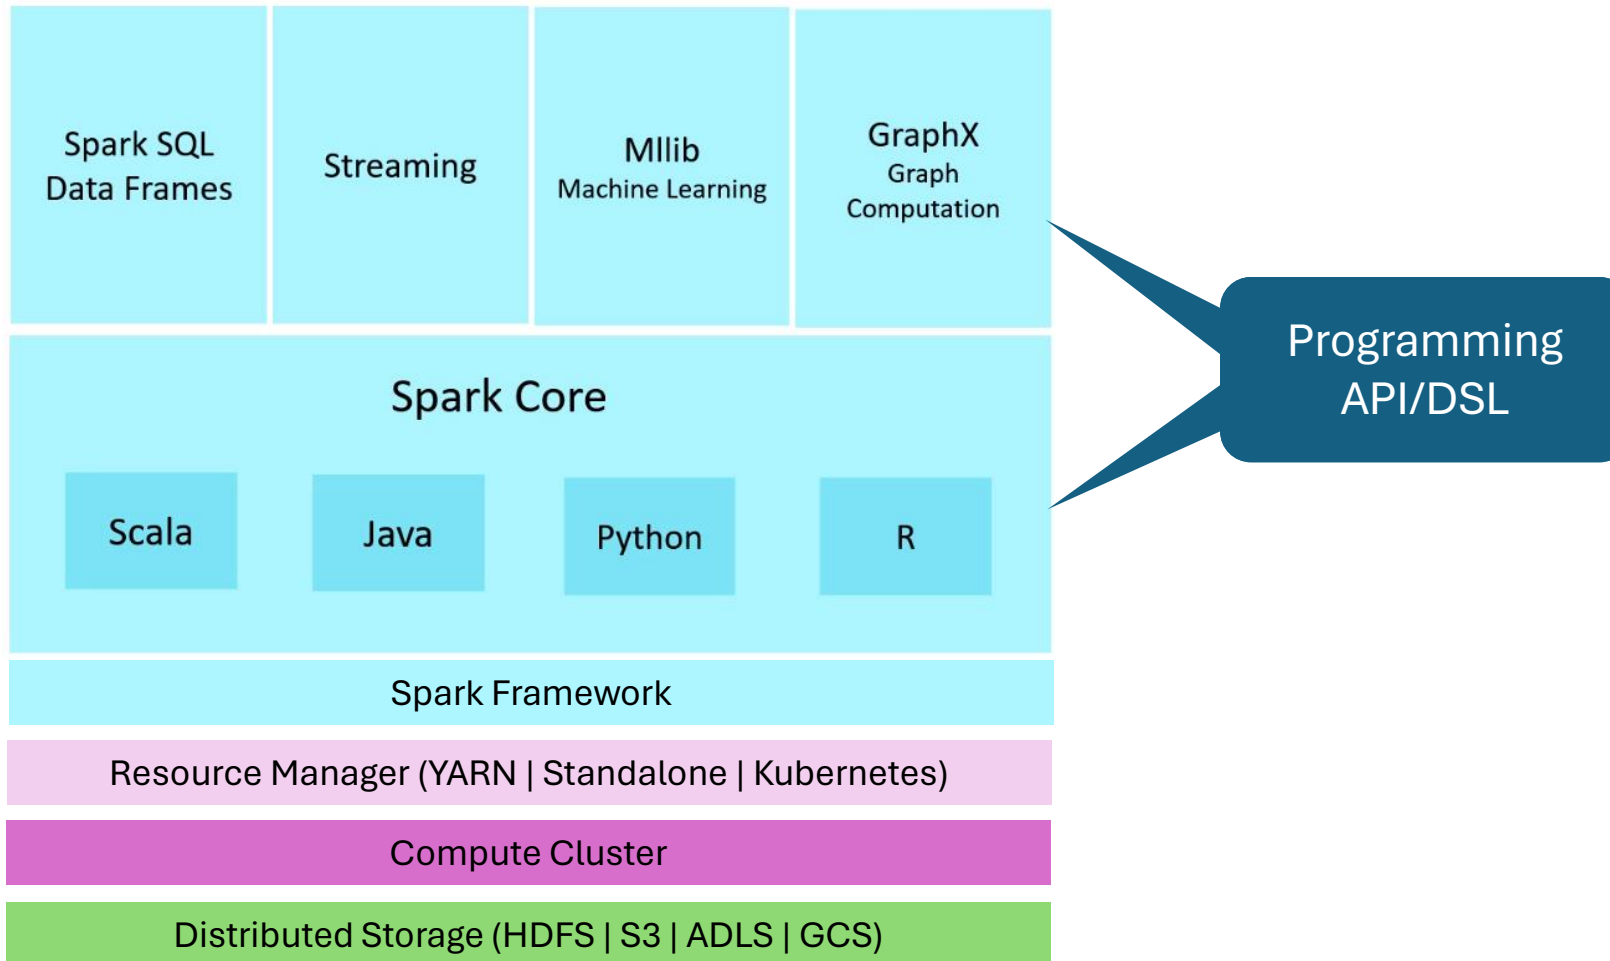 Spark SQL
Data Frames
Streaming
Mllib
Machine Learning
GraphX
Graph
Computation
Programming
API/DSL
Spark Core
Scala
Java
Python
R
Spark Framework
Resource Manager (YARN | Standalone | Kubernetes)
Compute Cluster
Distributed Storage (HDFS | S3 | ADLS | GCS)